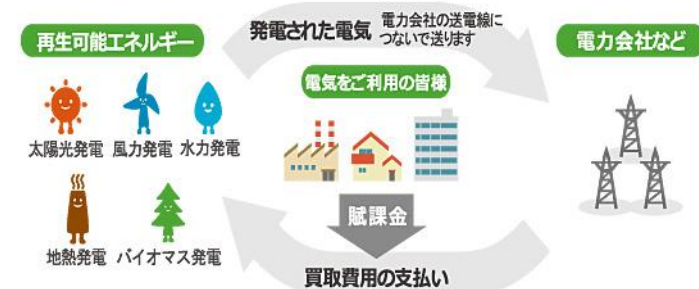 再生可能エネルギー
太陽光発電 風力発電 水力発電
地熱発電 バイオマス発電
発電された電気 電力会社の送電線に
つないで送ります
電気をご利用の皆様
賦課金
買取費用の支払い
電力会社など